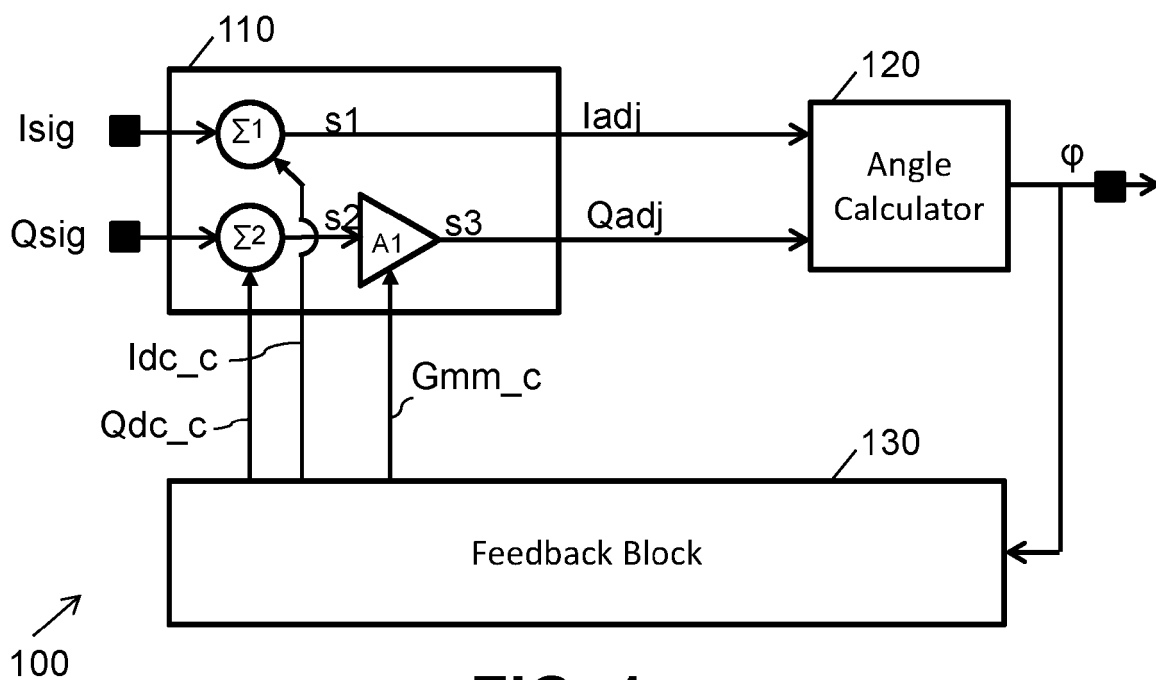 110
120
Isig
Σ1
s1
Iadj
φ
Angle
Calculator
Qsig
Σ2
s2
A1
s3
Qadj
Idc_c
Gmm_c
Qdc_c
130
Feedback Block
100